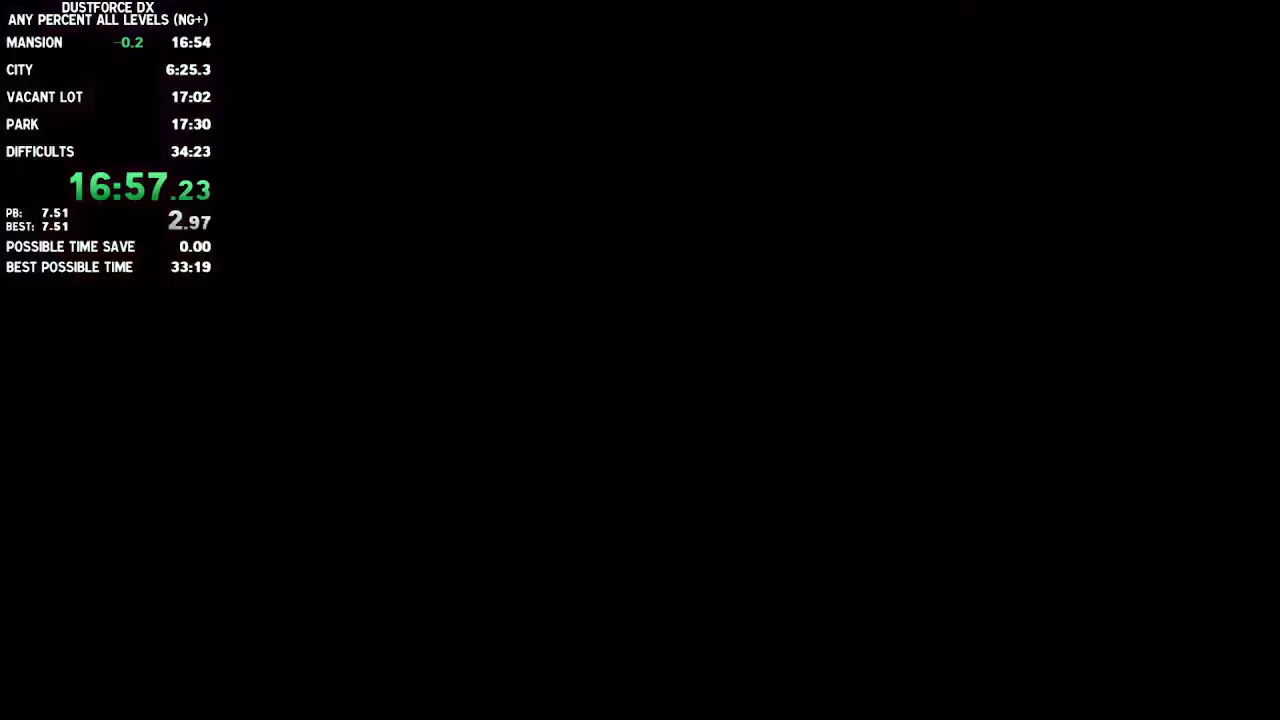 DUSTFORCE DX
ANY PERCENT ALL LEVELS (NG+)
MANSION -0.2 16:54
CITY 6:25.3
VACANT LOT 17:02
PARK 17:30
DIFFICULTS 34:23
16:57.23
PB: 7.51 2.97
BEST: 7.51
POSSIBLE TIME SAVE 0.00
BEST POSSIBLE TIME 33:19